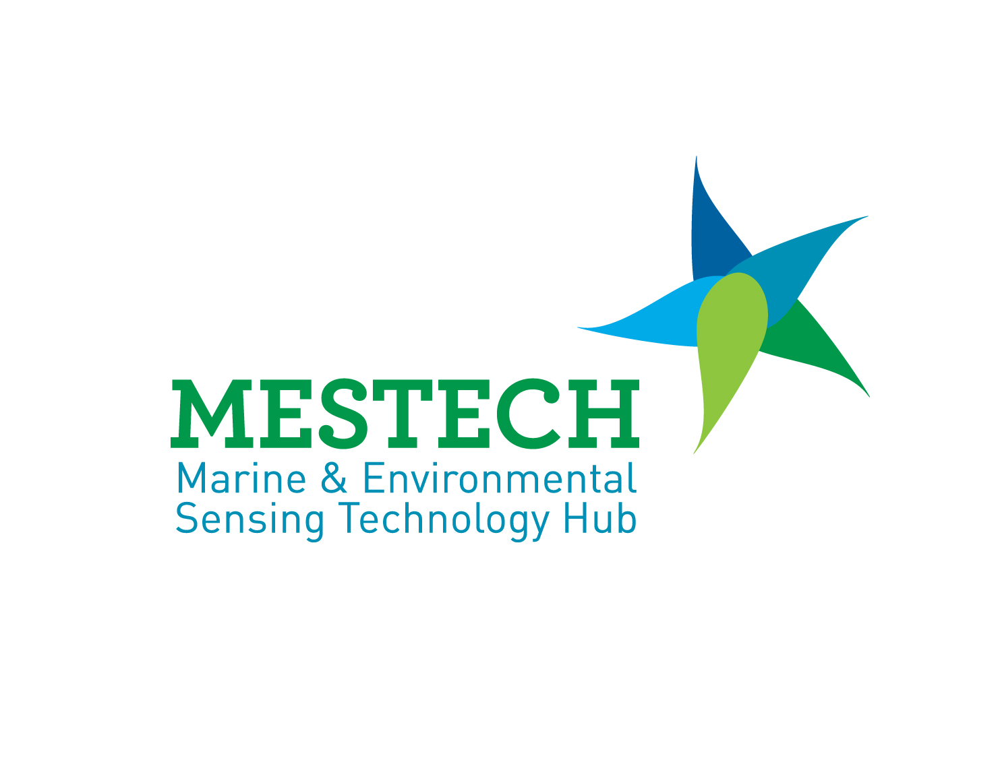 MESTECH
Marine & Environmental
Sensing Technology Hub